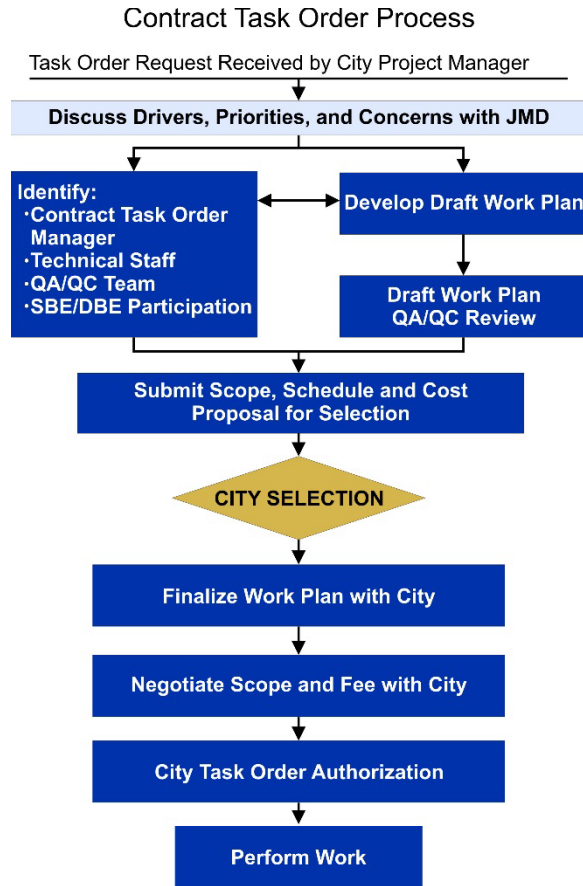 Contract Task Order Process
Task Order Request Received by City Project Manager
Discuss Drivers, Priorities, and Concerns with JMD
Identify:
·Contract Task Order
Manager
·Technical Staff
·QA/QC Team
·SBE/DBE Participation
Develop Draft Work Plan
Draft Work Plan
QA/QC Review
Submit Scope, Schedule and Cost
Proposal for Selection
CITY SELECTION
Finalize Work Plan with City
Negotiate Scope and Fee with City
City Task Order Authorization
Perform Work